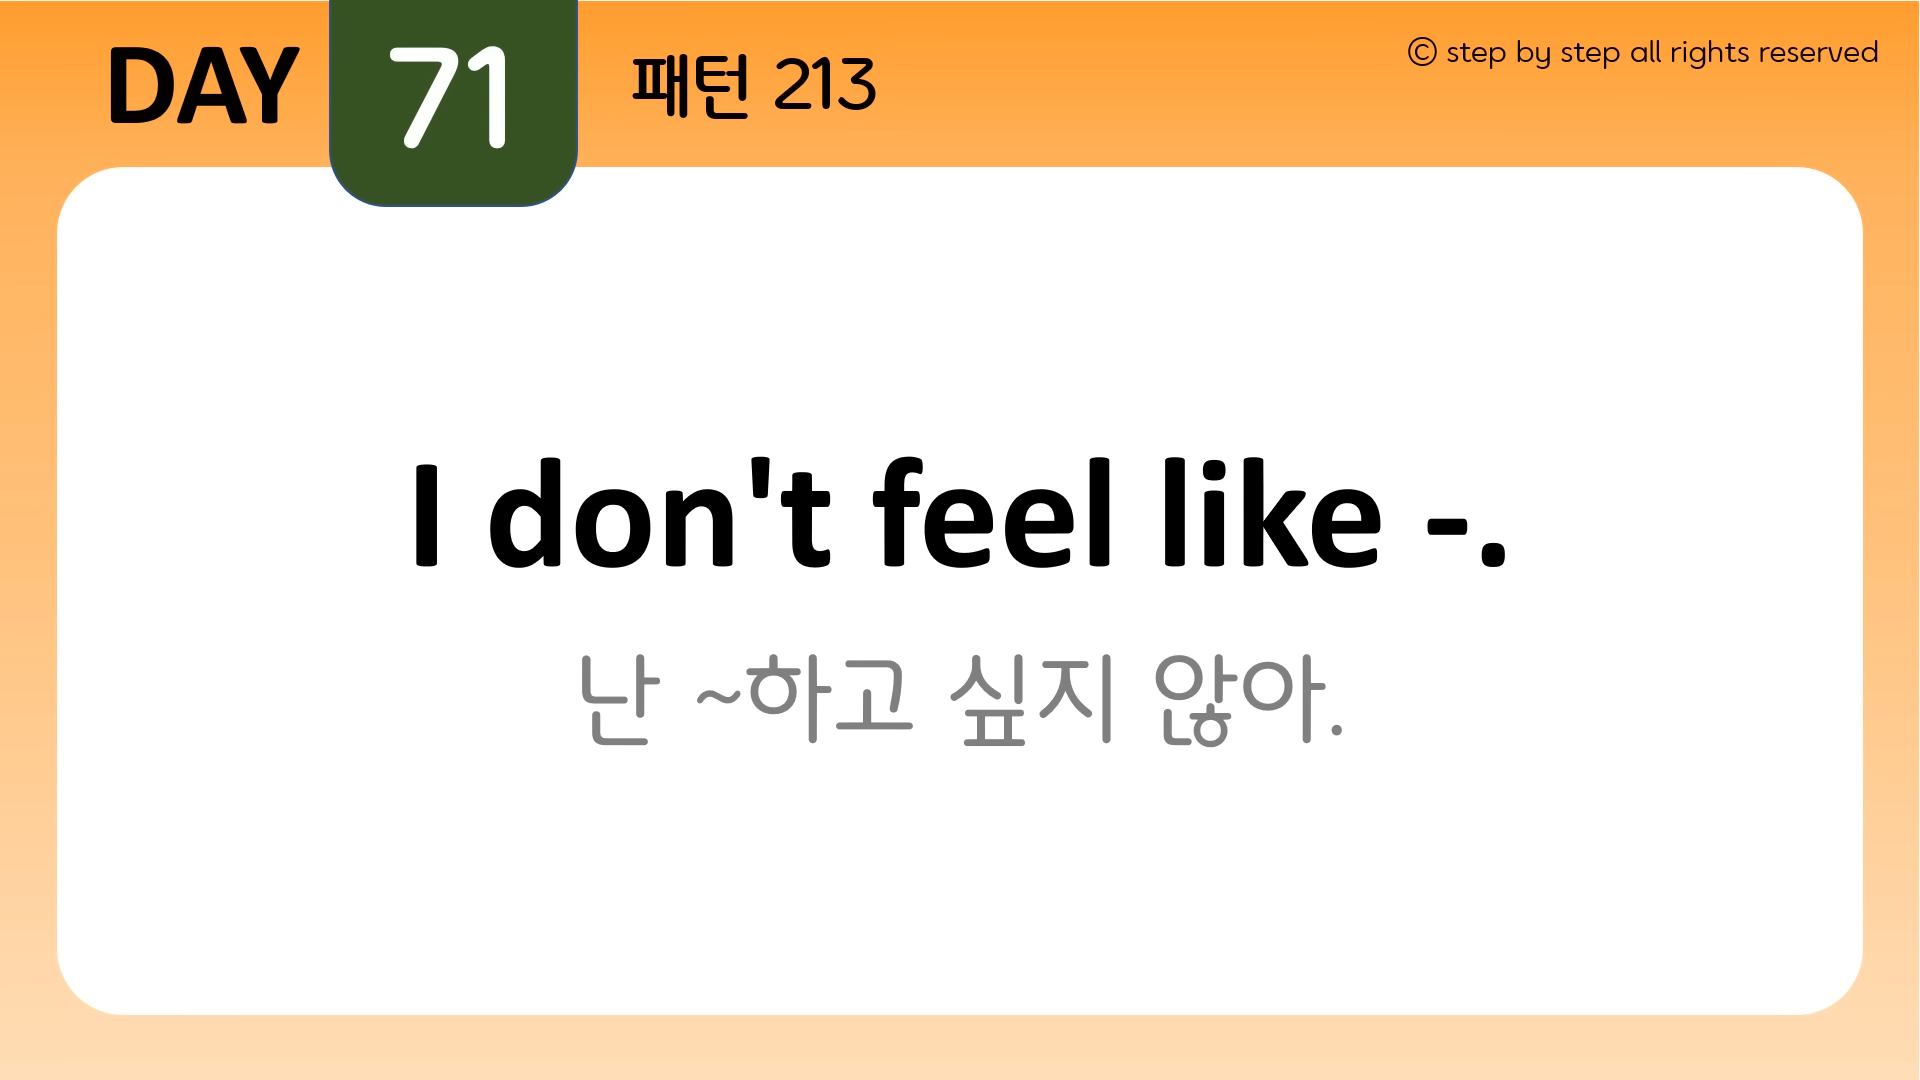 DAY 71 패턴 213
© step by step all rights reserved
I don't feel like -.
난 ~하고 싶지 않아.